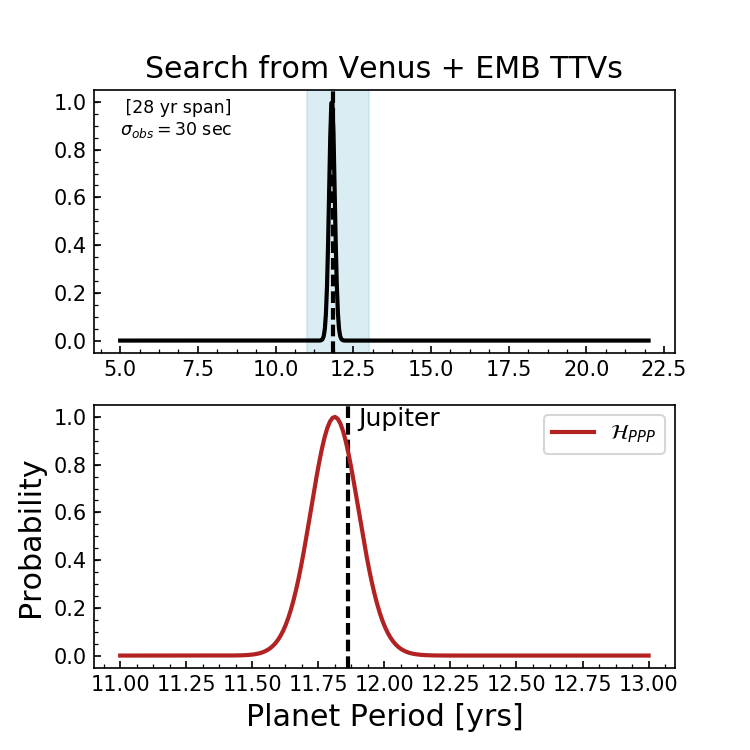 Search from Venus + EMB TTVs
[28 yr span]
σ_obs = 30 sec
1.0
0.8
0.6
0.4
0.2
0.0
5.0 7.5 10.0 12.5 15.0 17.5 20.0 22.5
Jupiter
ℋ_PPP
Probability
1.0
0.8
0.6
0.4
0.2
0.0
11.00 11.25 11.50 11.75 12.00 12.25 12.50 12.75 13.00
Planet Period [yrs]